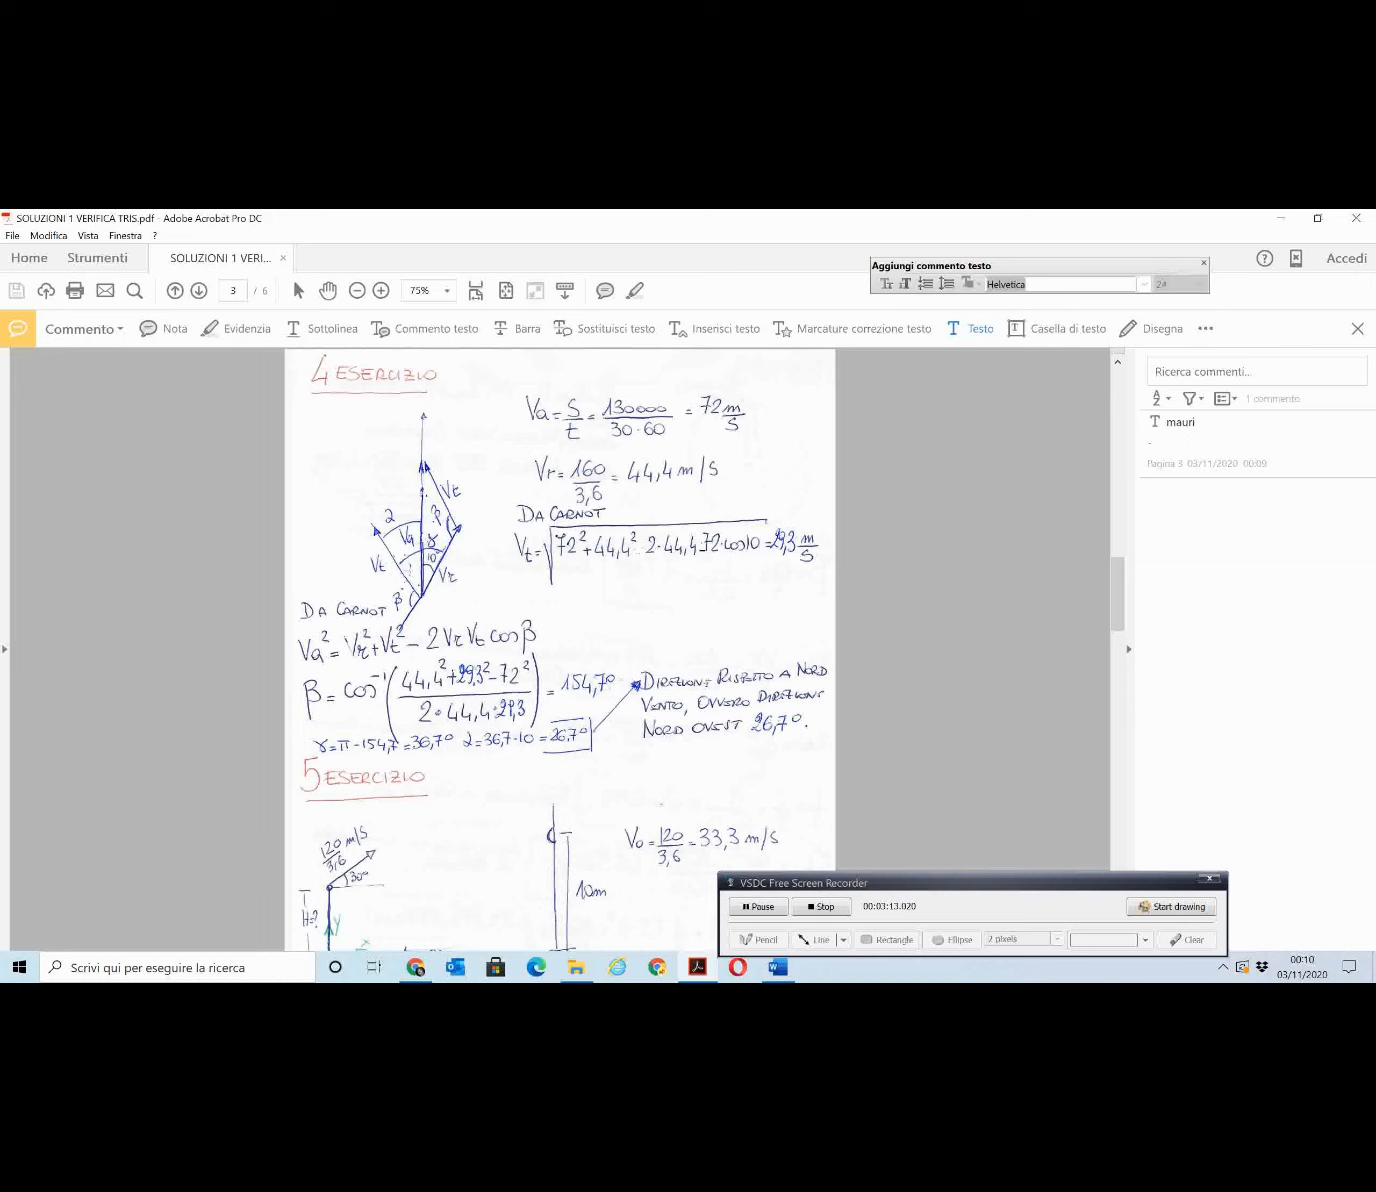 SOLUZIONI 1 VERIFICA TRIS.pdf - Adobe Acrobat Pro DC
File Modifica Vista Finestra ?
Home Strumenti SOLUZIONI 1 VERI... × Accedi
3 / 6 75%
Aggiungi commento testo
Helvetica
Commento Nota Evidenzia Sottolinea Commento testo Barra Sostituisci testo Inserisci testo Marcature correzione testo Testo Casella di testo Disegna
Ricerca commenti...
1 commento
mauri
-
Pagina 3 03/11/2020 00:09
4 ESERCIZIO
Va = S/t = 130000/30·60 = 72 m/s
Vr = 160/3,6 = 44,4 m/s
DA CARNOT
Vt = √72²+44,4² 2·44,4·72·cos10 = 29,3 m/s
Vt
Va
10
Vt
Vr
DA CARNOT
Va² = Vr²+Vt² - 2VrVt cosβ
β = cos⁻¹ (44,4²+29,3²-72²/2·44,4·29,3) = 154,7°
γ=π-154,7=36,7° 2=36,7-10 = 26,7°
DIREZIONE RISPETTO A NORD
VENTO, OVVERO DIREZIONE
NORD OVEST 26,7°.
5 ESERCIZIO
120/3,6 m/s
30°
H=?
Y
X
10m
Vo = 120/3,6 = 33,3 m/s
VSDC Free Screen Recorder
Pause Stop 00:03:13.020 Start drawing
Pencil Line Rectangle Ellipse 2 pixels Clear
Scrivi qui per eseguire la ricerca
00:10
03/11/2020